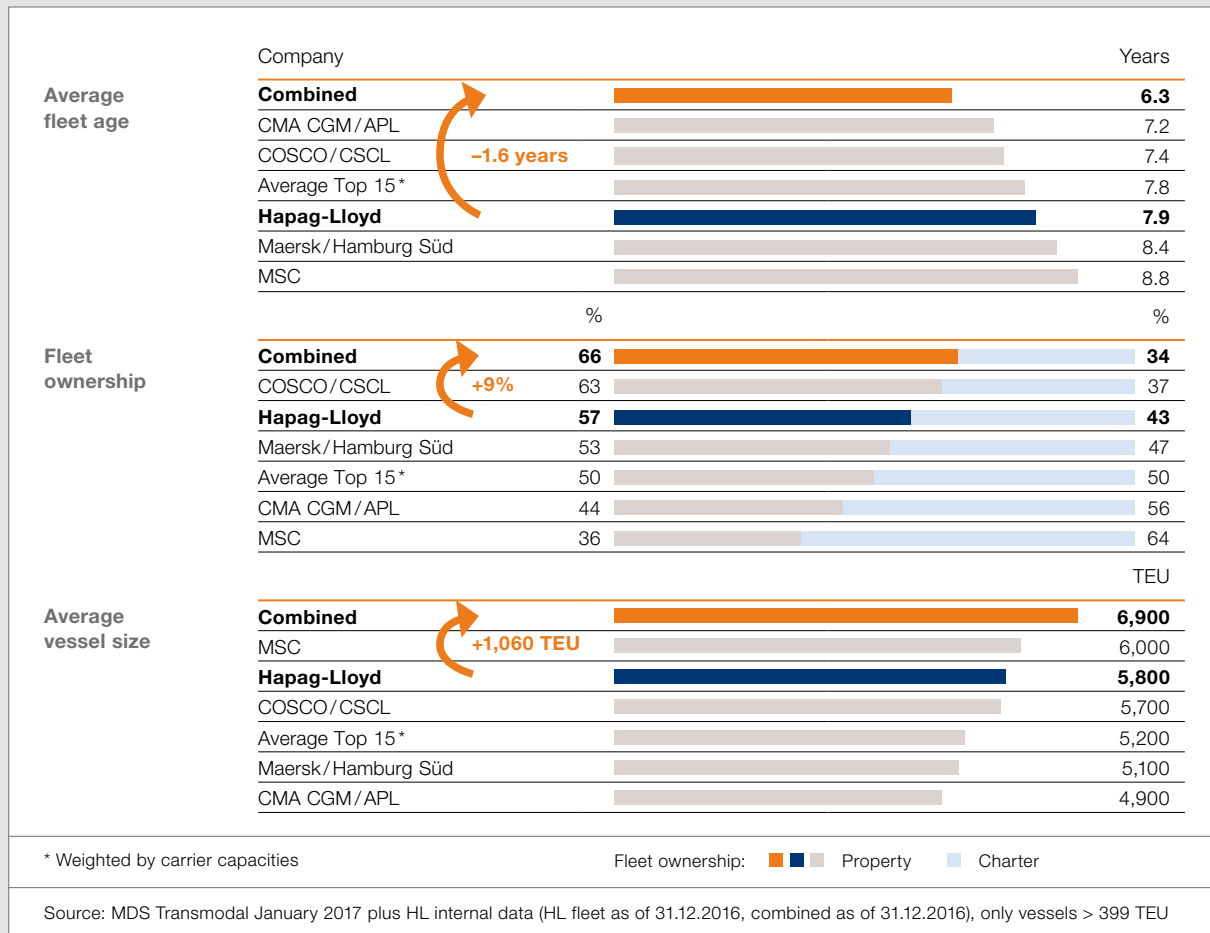 Company Years
Average
fleet age
Combined 6.3
CMA CGM/APL 7.2
COSCO/CSCL 7.4
–1.6 years
Average Top 15* 7.8
Hapag-Lloyd 7.9
Maersk/Hamburg Süd 8.4
MSC 8.8
% %
Fleet
ownership
Combined 66 34
COSCO/CSCL 63 37
+9%
Hapag-Lloyd 57 43
Maersk/Hamburg Süd 53 47
Average Top 15* 50 50
CMA CGM/APL 44 56
MSC 36 64
TEU
Average
vessel size
Combined 6,900
MSC 6,000
+1,060 TEU
Hapag-Lloyd 5,800
COSCO/CSCL 5,700
Average Top 15* 5,200
Maersk/Hamburg Süd 5,100
CMA CGM/APL 4,900
* Weighted by carrier capacities
Fleet ownership: Property Charter
Source: MDS Transmodal January 2017 plus HL internal data (HL fleet as of 31.12.2016, combined as of 31.12.2016), only vessels > 399 TEU